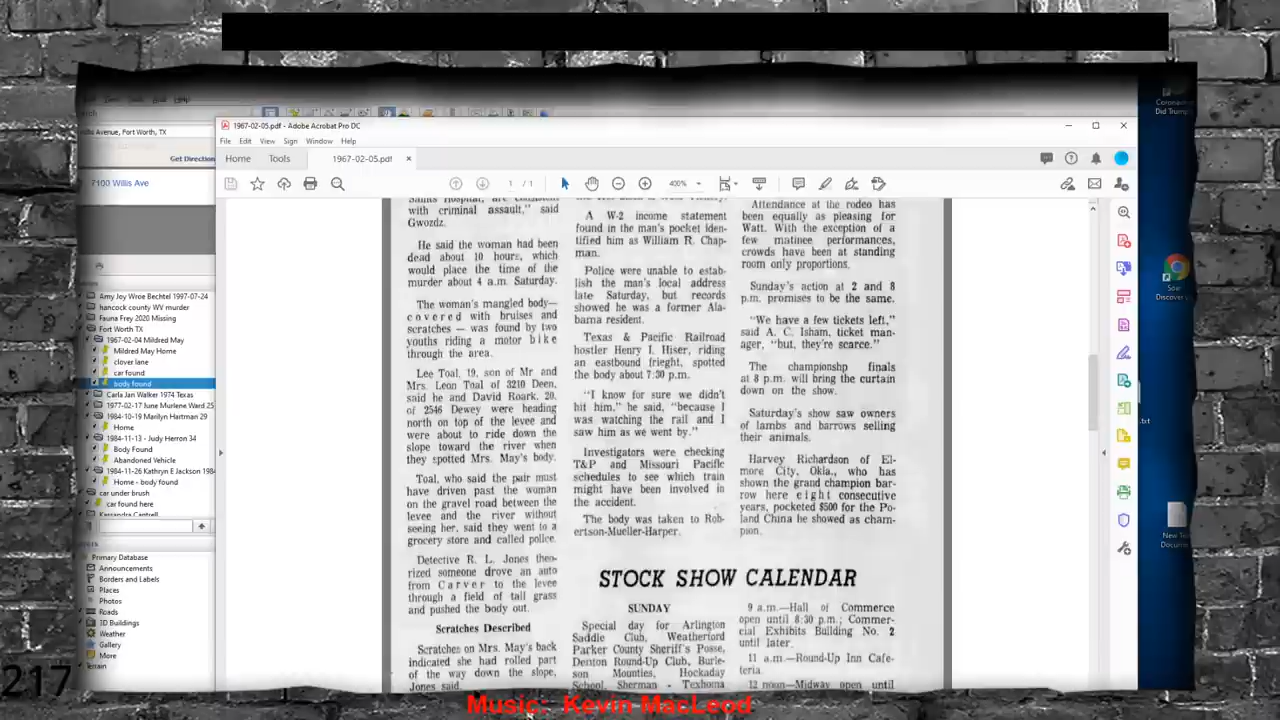 Coronavirus
Did Trump
1967-02-05.pdf - Adobe Acrobat Pro DC
File Edit View Sign Window Help
Home Tools 1967-02-05.pdf ×
1 / 1 400%
Avenue, Fort Worth, TX
Get Direction
7100 Willis Ave
Amy Joy Wroe Bechtel 1997-07-24
hancock county WV murder
Fauna Frey 2020 Missing
Fort Worth TX
1967-02-04 Mildred May
Mildred May Home
clover lane
car found
body found
Carla Jan Walker 1974 Texas
1977-02-17 June Murlene Ward 25
1984-10-19 Marilyn Hartman 29
Home
1984-11-13 - Judy Herron 34
Body Found
Abandoned Vehicle
1984-11-26 Kathryn E Jackson 1984
Home - body found
car under brush
car found here
Kassandra Cantrell
Primary Database
Announcements
Borders and Labels
Places
Photos
Roads
3D Buildings
Weather
Gallery
More
Terrain
with criminal assault," said
Gwozdz.
He said the woman had been
dead about 10 hours, which
would place the time of the
murder about 4 a.m. Saturday.
The woman's mangled body—
covered with bruises and
scratches — was found by two
youths riding a motor bike
through the area.
Lee Toal, 19, son of Mr and
Mrs. Leon Toal of 3210 Deen,
said he and David Roark, 20,
of 2546 Dewey were heading
north on top of the levee and
were about to ride down the
slope toward the river when
they spotted Mrs. May's body.
Toal, who said the pair must
have driven past the woman
on the gravel road between the
levee and the river without
seeing her, said they went to a
grocery store and called police.
Detective R. L. Jones theo-
rized someone drove an auto
from Carver to the levee
through a field of tall grass
and pushed the body out.
Scratches Described
Scratches on Mrs. May's back
indicated she had rolled part
of the way down the slope,
Jones said.
A W-2 income statement
found in the man's pocket iden-
tified him as William R. Chap-
man.
Police were unable to estab-
lish the man's local address
late Saturday, but records
showed he was a former Ala-
bama resident.
Texas & Pacific Railroad
hostler Henry I. Hiser, riding
an eastbound frieght, spotted
the body about 7:30 p.m.
"I know for sure we didn't
hit him," he said, "because I
was watching the rail and I
saw him as we went by."
Investigators were checking
T&P and Missouri Pacific
schedules to see which train
might have been involved in
the accident.
The body was taken to Rob-
ertson-Mueller-Harper.
Attendance at the rodeo has
been equally as pleasing for
Watt. With the exception of a
few matinee performances,
crowds have been at standing
room only proportions.
Sunday's action at 2 and 8
p.m. promises to be the same.
"We have a few tickets left,"
said A. C. Isham, ticket man-
ager, "but, they're scarce."
The championshp finals
at 8 p.m. will bring the curtain
down on the show.
Saturday's show saw owners
of lambs and barrows selling
their animals.
Harvey Richardson of El-
more City, Okla., who has
shown the grand champion bar-
row here eight consecutive
years, pocketed $500 for the Po-
land China he showed as cham-
pion.
STOCK SHOW CALENDAR
SUNDAY
Special day for Arlington
Saddle Club, Weatherford
Parker County Sheriff's Posse,
Denton Round-Up Club, Burle-
son Mounties, Hockaday
School, Sherman - Texhoma
9 a.m.—Hall of Commerce
open until 8:30 p.m.; Commer-
cial Exhibits Building No. 2
until later.
11 a.m.—Round-Up Inn Cafe-
teria.
12 noon—Midway open until
217
Music: Kevin MacLeod